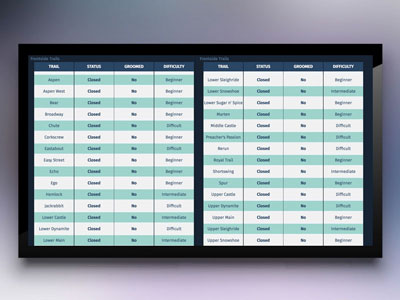 Frontside Trails
TRAIL STATUS GROOMED DIFFICULTY
Aspen Closed No Beginner
Aspen West Closed No Beginner
Bear Closed No Beginner
Broadway Closed No Beginner
Chute Closed No Difficult
Corkscrew Closed No Beginner
Eastabout Closed No Difficult
Easy Street Closed No Beginner
Echo Closed No Beginner
Ego Closed No Beginner
Hemlock Closed No Intermediate
Jackrabbit Closed No Difficult
Lower Castle Closed No Intermediate
Lower Dynamite Closed No Difficult
Lower Main Closed No Intermediate
Frontside Trails
TRAIL STATUS GROOMED DIFFICULTY
Lower Sleighride Closed No Beginner
Lower Snowshoe Closed No Intermediate
Lower Sugar n' Spice Closed No Beginner
Marten Closed No Beginner
Middle Castle Closed No Difficult
Preacher's Passion Closed No Difficult
Rerun Closed No Difficult
Royal Trail Closed No Beginner
Shortswing Closed No Intermediate
Spur Closed No Beginner
Upper Castle Closed No Difficult
Upper Dynamite Closed No Difficult
Upper Main Closed No Beginner
Upper Sleighride Closed No Intermediate
Upper Snowshoe Closed No Beginner